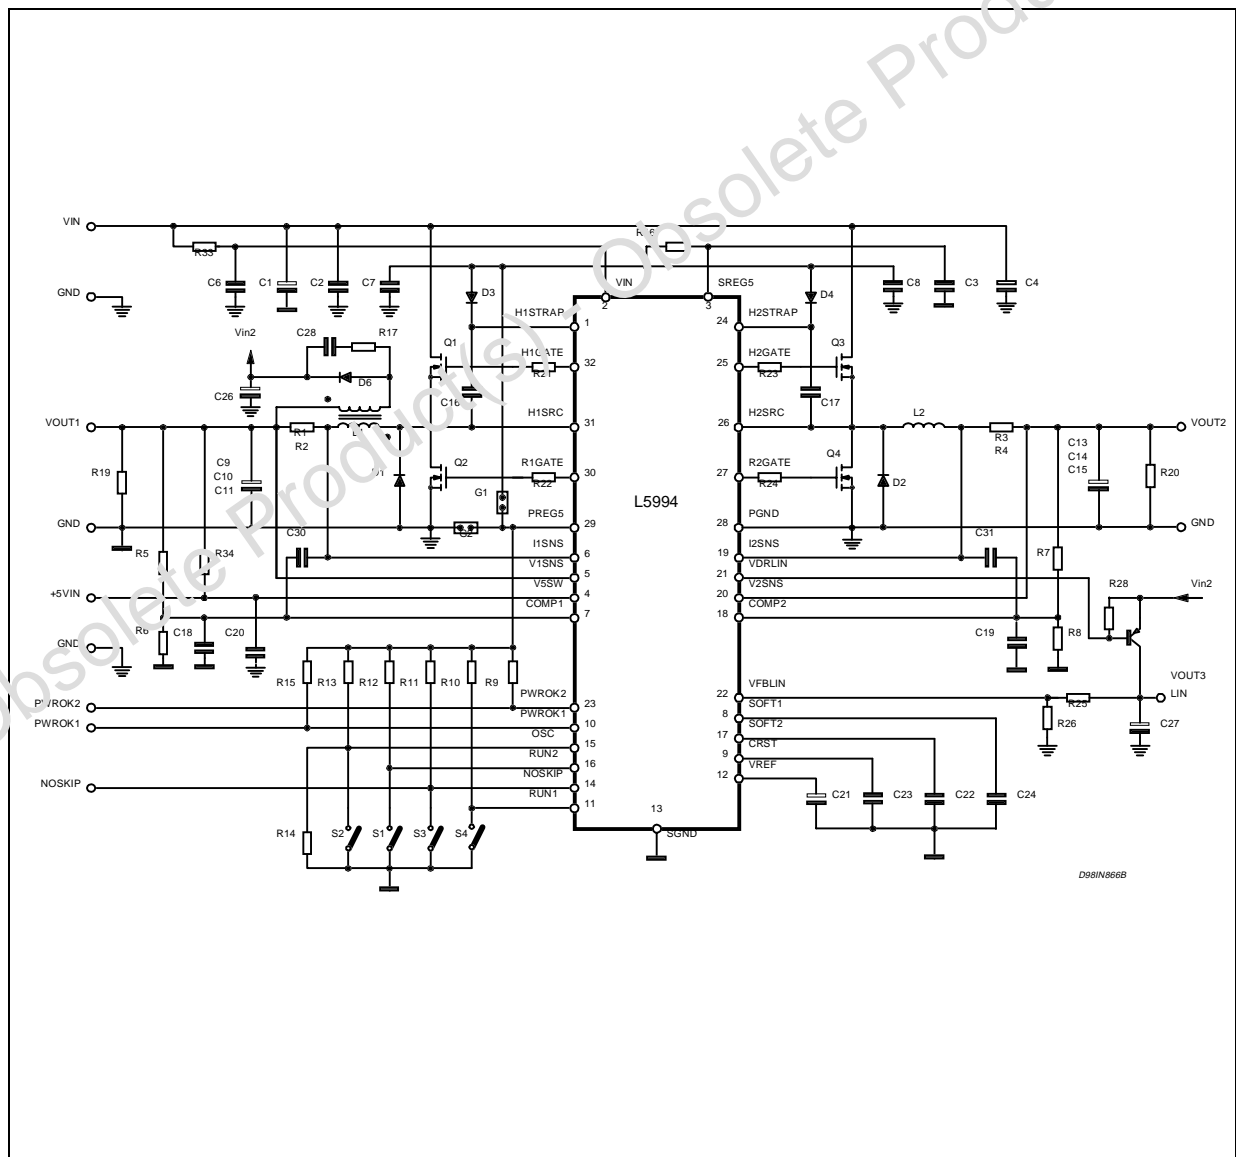 Obsolete Product(s) - Obsolete Produ
VIN
R33
C6
C1
C2
C7
VIN
SREG5
C8
C3
C4
GND
2
3
D3
D4
H1STRAP
1
24
H2STRAP
Vin2
C28
R17
Q1
H1GATE
32
25
H2GATE
Q3
R21
R23
D6
C26
C16
C17
H1SRC
31
26
H2SRC
L2
VOUT1
R1
R2
R3
R4
VOUT2
C9
C10
C11
C13
C14
C15
R19
D1
Q2
R1GATE
30
27
R2GATE
Q4
R20
R22
R24
D2
G1
L5994
GND
PREG5
29
28
PGND
GND
G2
C30
C31
R5
R34
I1SNS
6
19
I2SNS
R7
V1SNS
5
21
VDRLIN
+5VIN
V5SW
4
20
V2SNS
R28
Vin2
COMP1
7
18
COMP2
R6
C18
C20
C19
R8
GND
R15
R13
R12
R11
R10
R9
VOUT3
LIN
PWROK2
PWROK2
23
22
VFBLIN
R25
PWROK1
PWROK1
10
8
SOFT1
R26
C27
OSC
15
17
SOFT2
RUN2
16
9
CRST
NOSKIP
NOSKIP
14
12
VREF
RUN1
11
C21
C23
C22
C24
R14
S2
S1
S3
S4
13
SGND
D98IN866B
Obsolete Product(s)